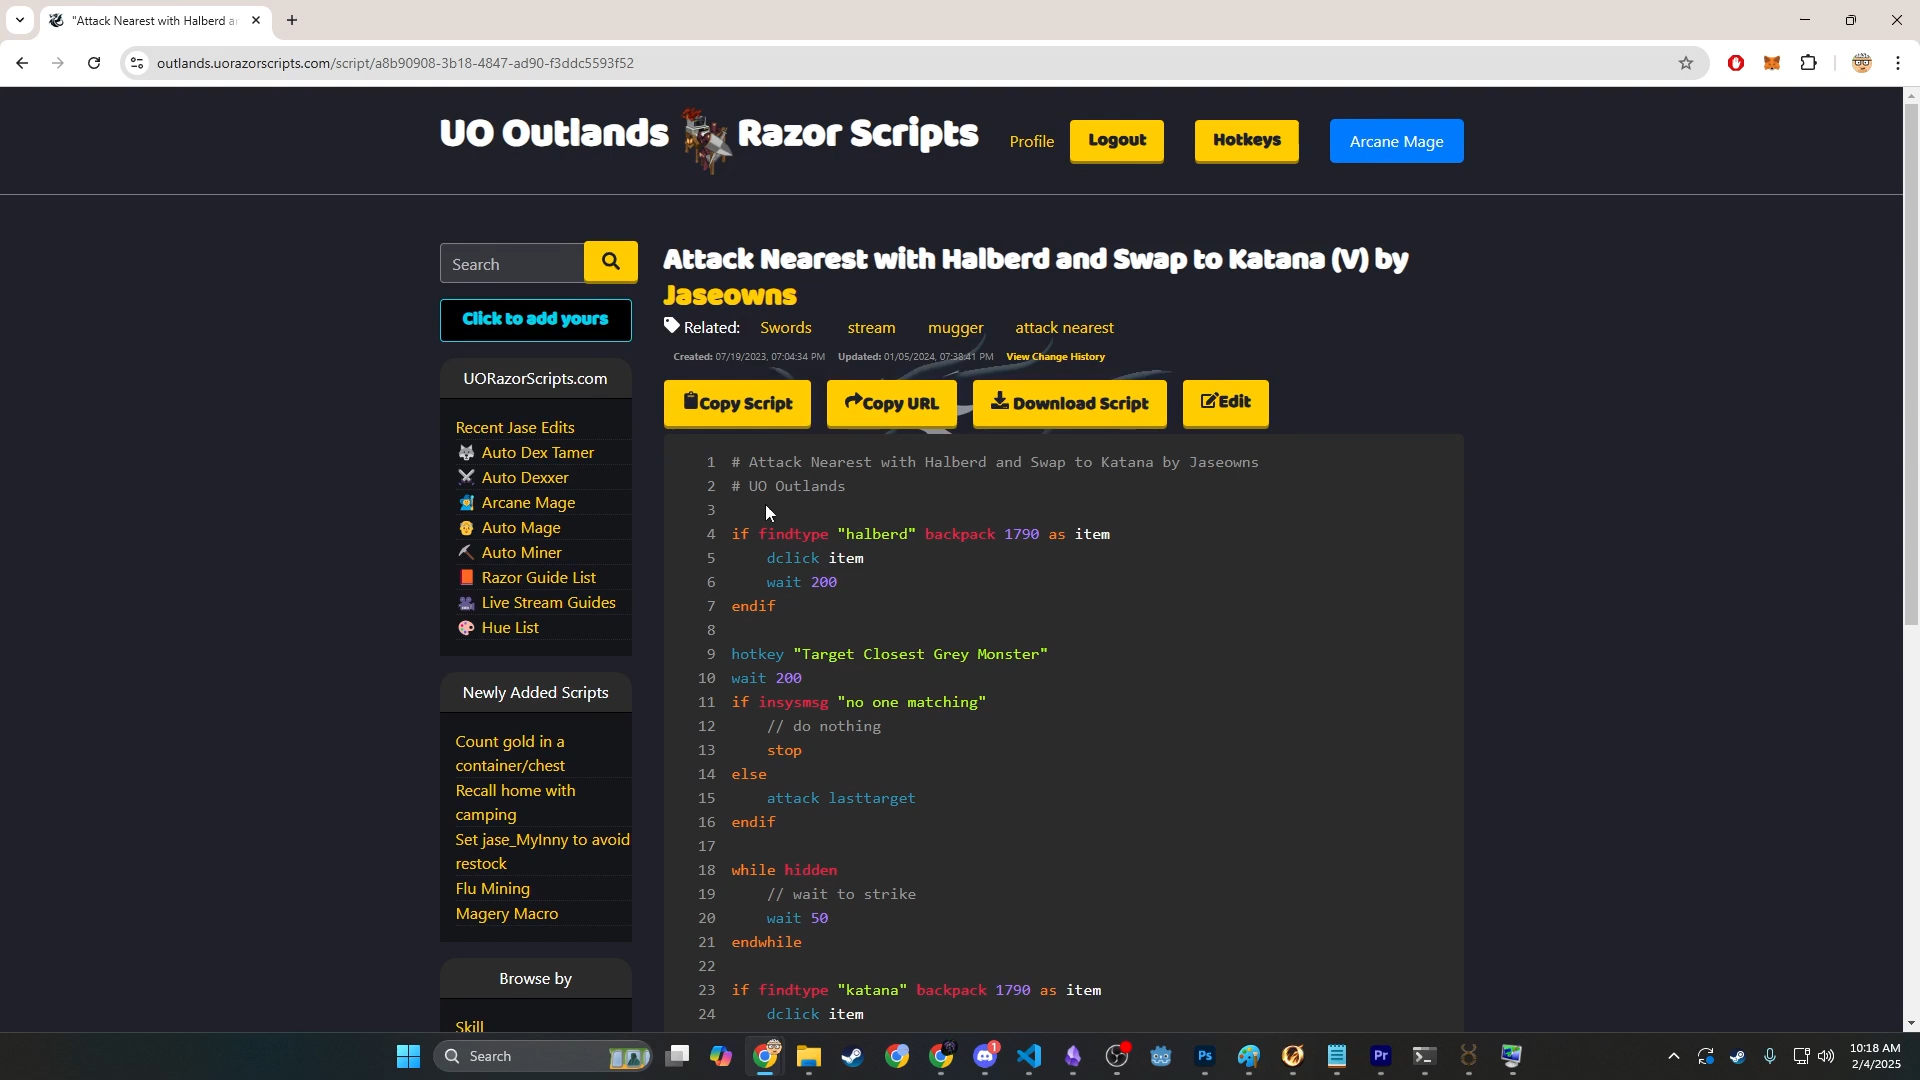 "Attack Nearest with Halberd a
outlands.uorazorscripts.com/script/a8b90908-3b18-4847-ad90-f3ddc5593f52
UO Outlands Razor Scripts
Profile
Logout
Hotkeys
Arcane Mage
Search
Click to add yours
UORazorScripts.com
Recent Jase Edits
Auto Dex Tamer
Auto Dexxer
Arcane Mage
Auto Mage
Auto Miner
Razor Guide List
Live Stream Guides
Hue List
Newly Added Scripts
Count gold in a
container/chest
Recall home with
camping
Set jase_MyInny to avoid
restock
Flu Mining
Magery Macro
Browse by
Skill
Attack Nearest with Halberd and Swap to Katana (V) by
Jaseowns
Related: Swords stream mugger attack nearest
Created: 07/19/2023, 07:04:34 PM Updated: 01/05/2024, 07:38:41 PM View Change History
Copy Script
Copy URL
Download Script
Edit
1 # Attack Nearest with Halberd and Swap to Katana by Jaseowns
2 # UO Outlands
3
4 if findtype "halberd" backpack 1790 as item
5 dclick item
6 wait 200
7 endif
8
9 hotkey "Target Closest Grey Monster"
10 wait 200
11 if insysmsg "no one matching"
12 // do nothing
13 stop
14 else
15 attack lasttarget
16 endif
17
18 while hidden
19 // wait to strike
20 wait 50
21 endwhile
22
23 if findtype "katana" backpack 1790 as item
24 dclick item
Search
Ps
Pr
1
10:18 AM
2/4/2025